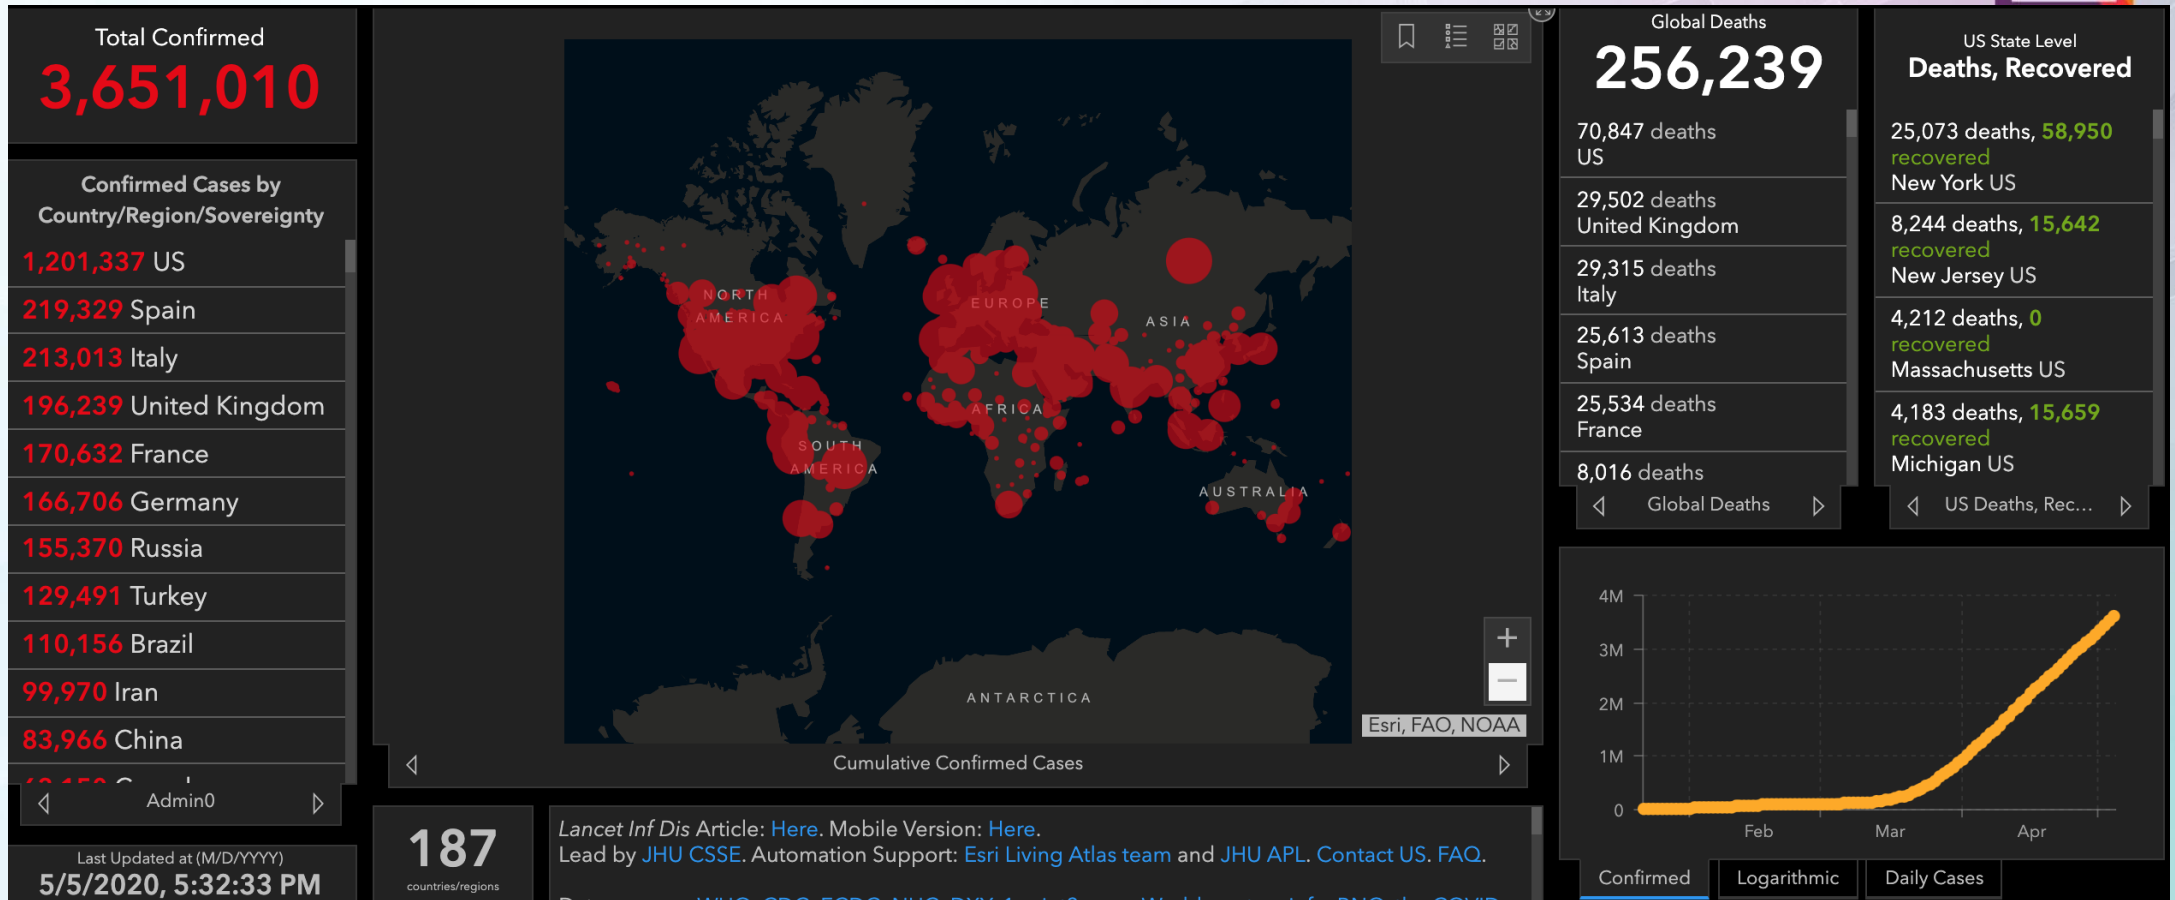 Total Confirmed
3,651,010
Confirmed Cases by
Country/Region/Sovereignty
1,201,337 US
219,329 Spain
213,013 Italy
196,239 United Kingdom
170,632 France
166,706 Germany
155,370 Russia
129,491 Turkey
110,156 Brazil
99,970 Iran
83,966 China
Admin0
Last Updated at (M/D/YYYY)
5/5/2020, 5:32:33 PM
NORTH
AMERICA
EUROPE
ASIA
AFRICA
SOUTH
AMERICA
AUSTRALIA
ANTARCTICA
Esri, FAO, NOAA
Cumulative Confirmed Cases
187
countries/regions
Lancet Inf Dis Article: Here. Mobile Version: Here.
Lead by JHU CSSE. Automation Support: Esri Living Atlas team and JHU APL. Contact US. FAQ.
Global Deaths
256,239
70,847 deaths
US
29,502 deaths
United Kingdom
29,315 deaths
Italy
25,613 deaths
Spain
25,534 deaths
France
8,016 deaths
Global Deaths
US State Level
Deaths, Recovered
25,073 deaths, 58,950
recovered
New York US
8,244 deaths, 15,642
recovered
New Jersey US
4,212 deaths, 0
recovered
Massachusetts US
4,183 deaths, 15,659
recovered
Michigan US
US Deaths, Rec...
4M
3M
2M
1M
0
Feb Mar Apr
Confirmed Logarithmic Daily Cases